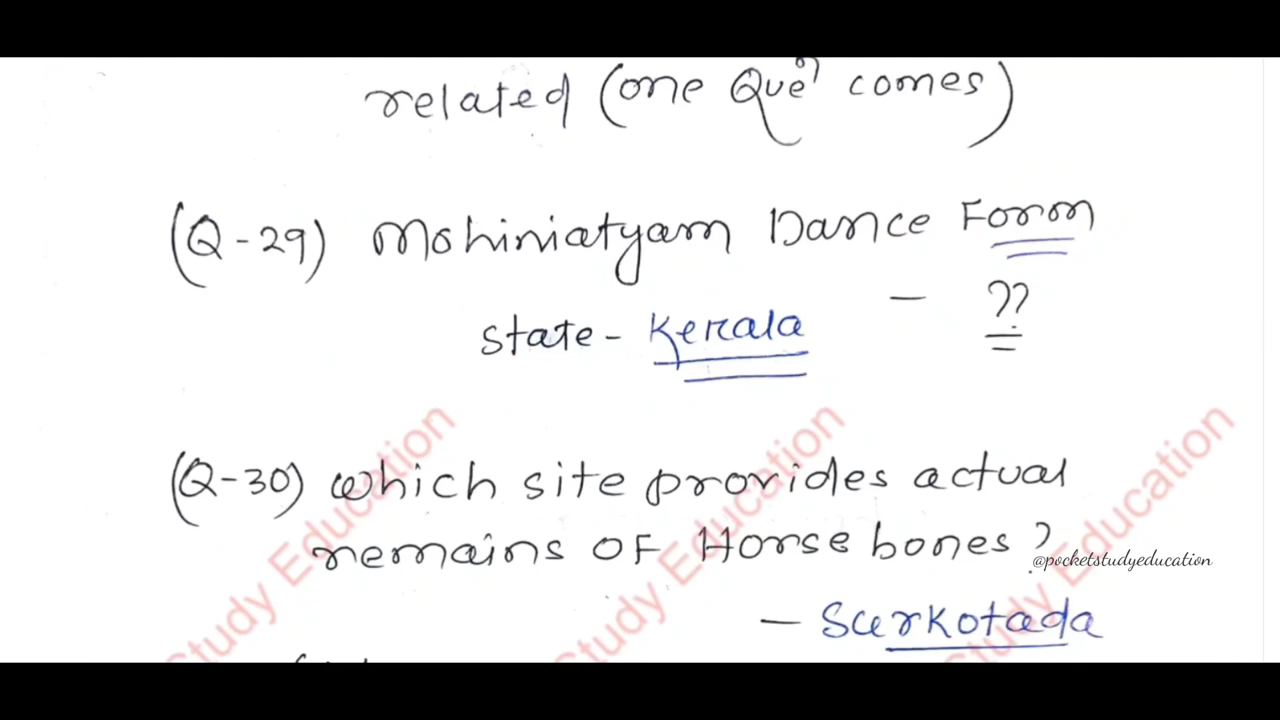 related (one Queⁿ comes)
(Q-29) Mohiniatyam Dance Form
- ??
state - Kerala
(Q-30) which site provides actual
remains of Horse bones?
@pocketstudyeducation
- Surkotada
Study Education
Study Education
Study Education